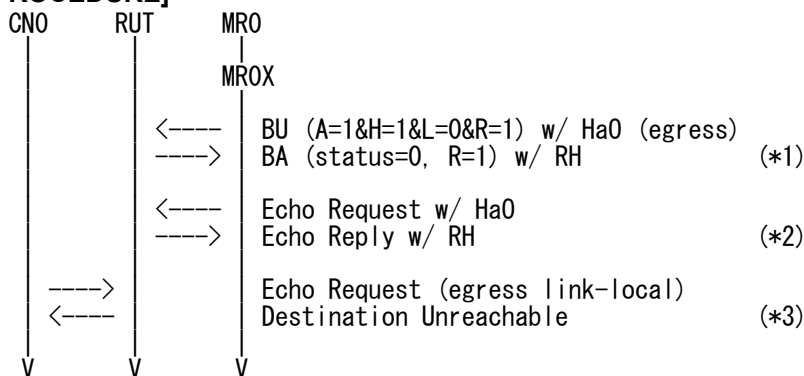 ROCEDURE]
CN0 RUT MR0
MR0X
<---- BU (A=1&H=1&L=0&R=1) w/ HaO (egress)
----> BA (status=0, R=1) w/ RH (*1)
<---- Echo Request w/ HaO
----> Echo Reply w/ RH (*2)
----> Echo Request (egress link-local)
<---- Destination Unreachable (*3)
V V V